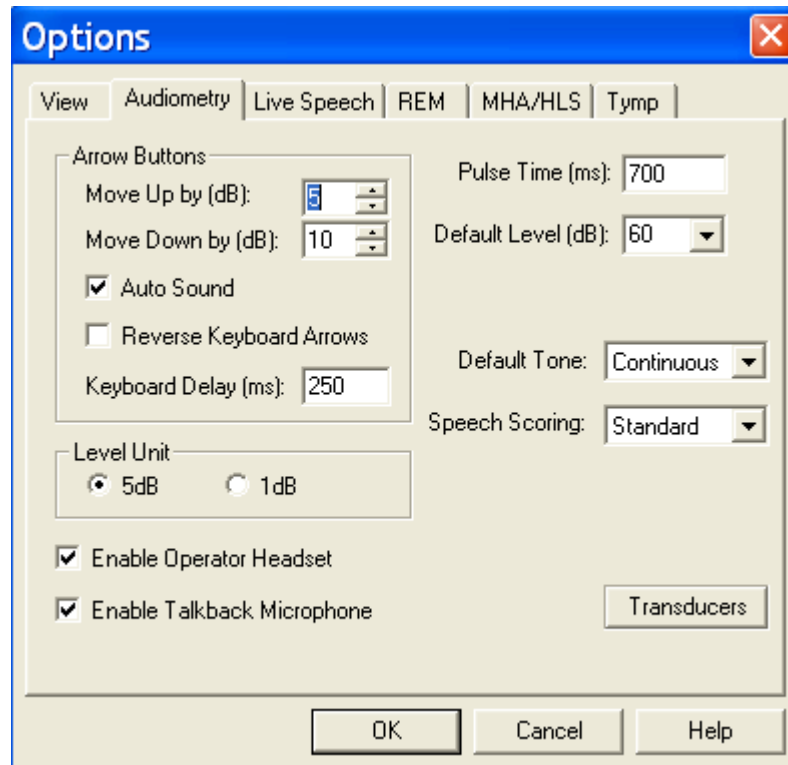 Options
View Audiometry Live Speech REM MHA/HLS Tymp
Arrow Buttons
Move Up by (dB): 5
Move Down by (dB): 10
Auto Sound
Reverse Keyboard Arrows
Keyboard Delay (ms): 250
Pulse Time (ms): 700
Default Level (dB): 60
Default Tone: Continuous
Speech Scoring: Standard
Level Unit
5dB 1dB
Enable Operator Headset
Enable Talkback Microphone
Transducers
OK Cancel Help